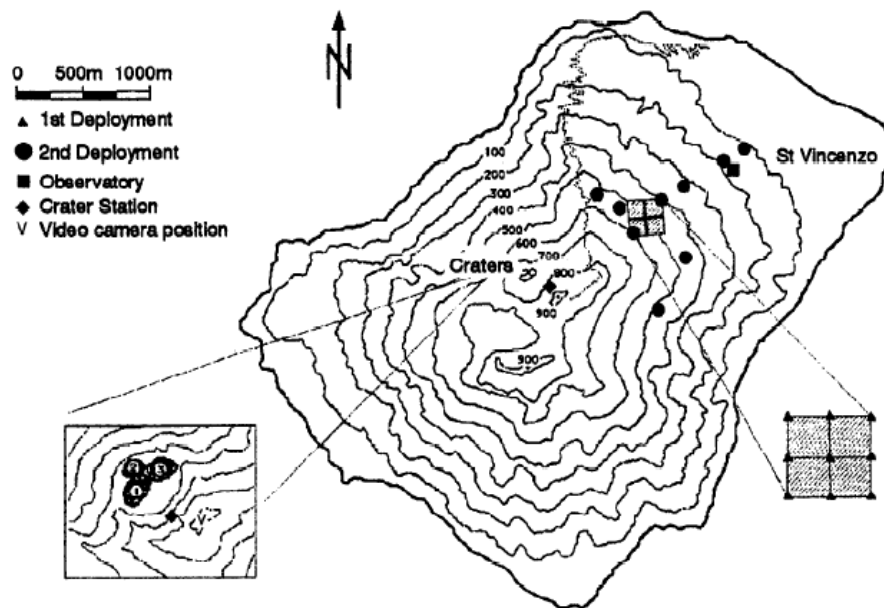 N
0 500m 1000m
1st Deployment
2nd Deployment
Observatory
Crater Station
V Video camera position
St Vincenzo
100
200
300
400
500
600
700
800
Craters
900
900
2 3
1
V